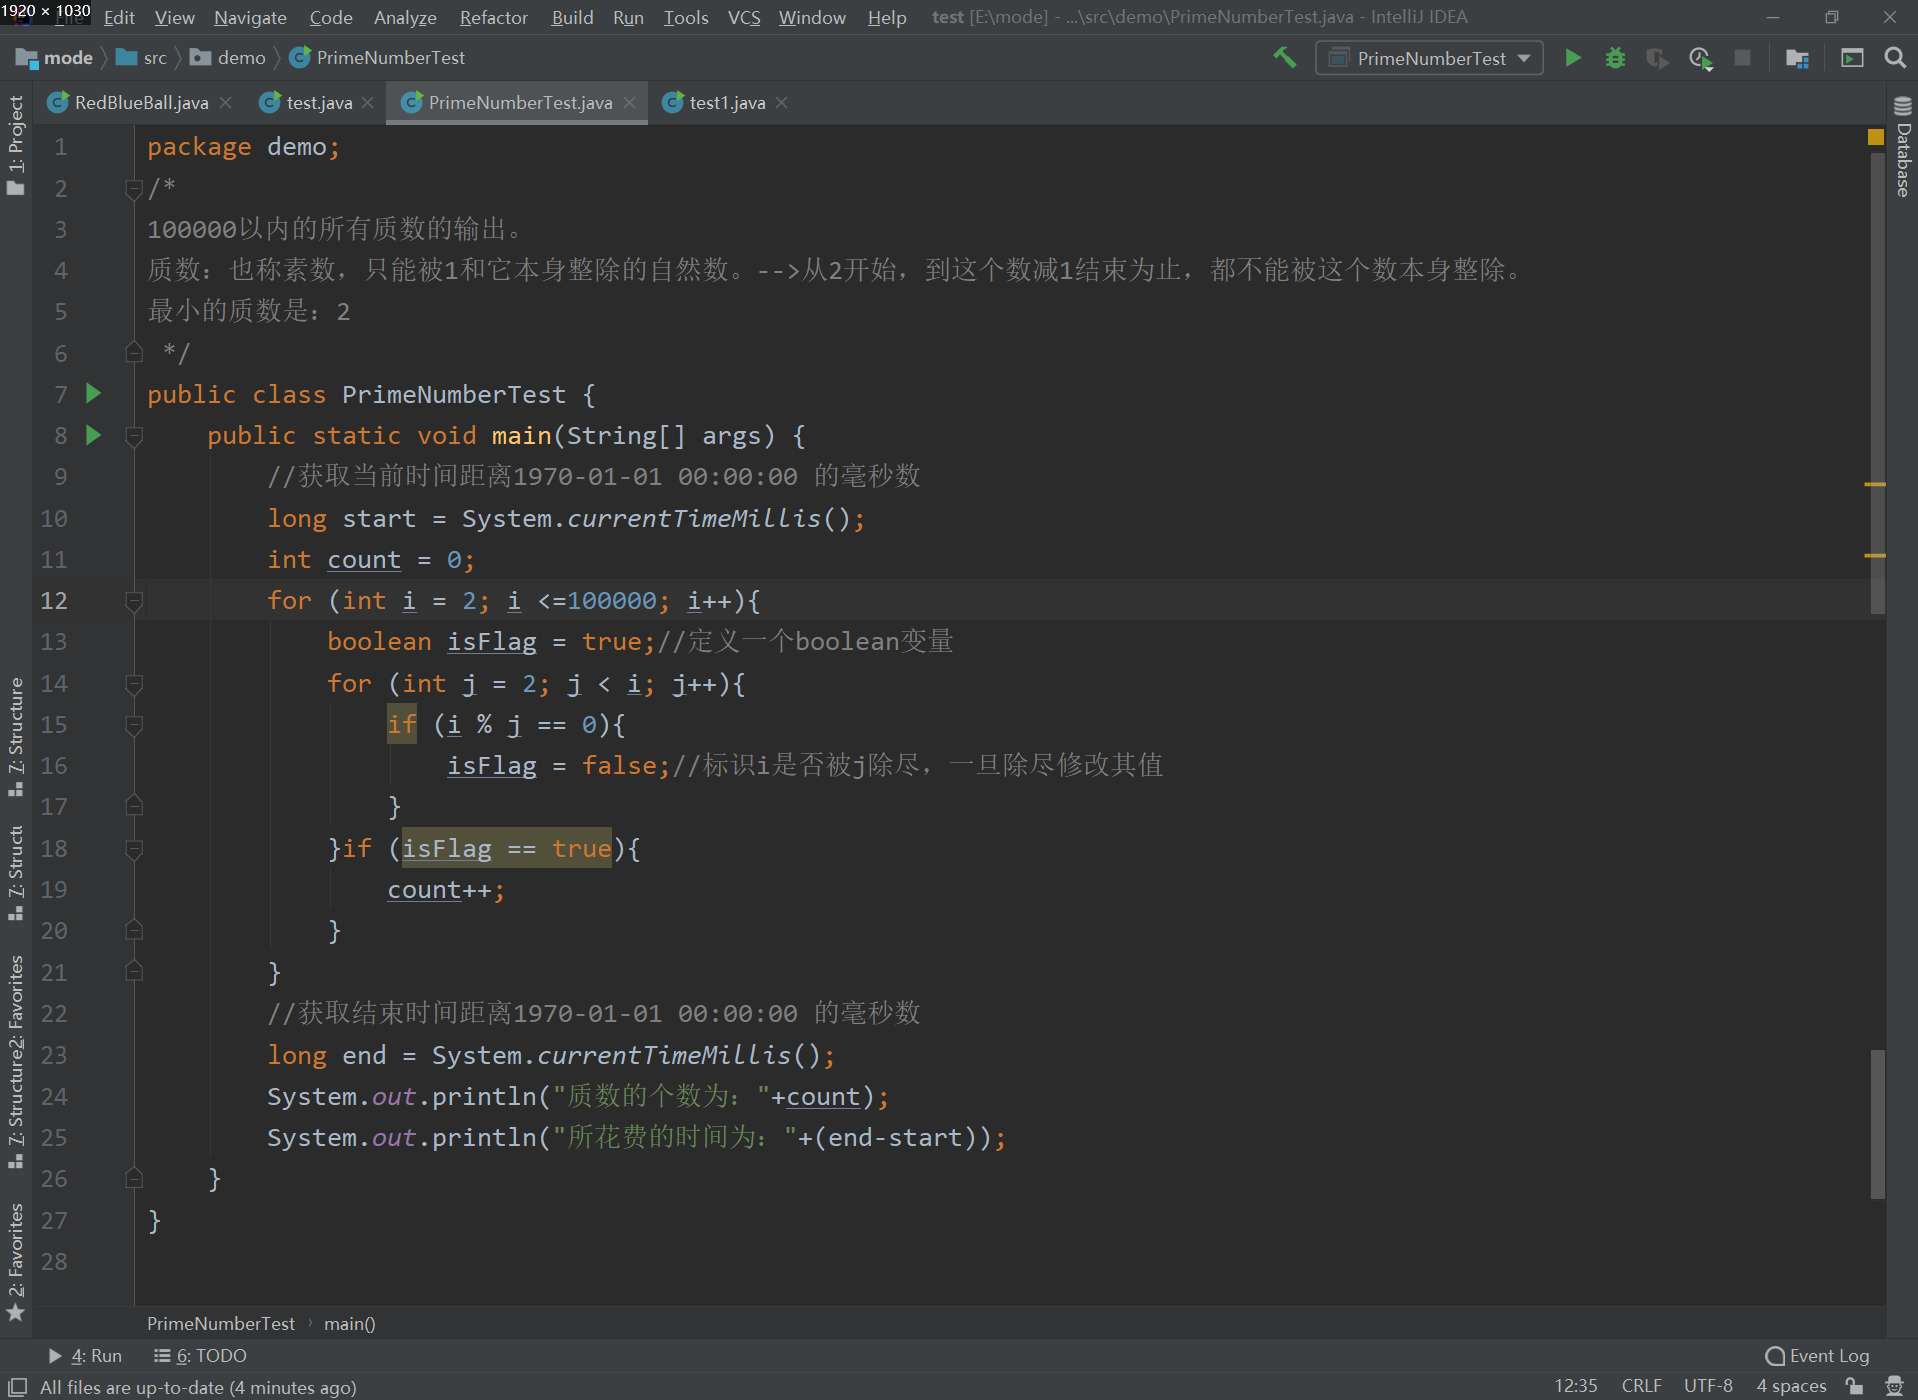 1920 × 1030
File Edit View Navigate Code Analyze Refactor Build Run Tools VCS Window Help test [E:\mode] - ...\src\demo\PrimeNumberTest.java - IntelliJ IDEA
mode src demo PrimeNumberTest PrimeNumberTest
RedBlueBall.java test.java PrimeNumberTest.java test1.java
1: Project
7: Structure
7: Structu
2: Favorites
7: Structure
2: Favorites
Database
1 package demo;
2 /*
3 100000以内的所有质数的输出。
4 质数：也称素数，只能被1和它本身整除的自然数。-->从2开始，到这个数减1结束为止，都不能被这个数本身整除。
5 最小的质数是：2
6 */
7 public class PrimeNumberTest {
8 public static void main(String[] args) {
9 //获取当前时间距离1970-01-01 00:00:00 的毫秒数
10 long start = System.currentTimeMillis();
11 int count = 0;
12 for (int i = 2; i <=100000; i++){
13 boolean isFlag = true;//定义一个boolean变量
14 for (int j = 2; j < i; j++){
15 if (i % j == 0){
16 isFlag = false;//标识i是否被j除尽，一旦除尽修改其值
17 }
18 }if (isFlag == true){
19 count++;
20 }
21 }
22 //获取结束时间距离1970-01-01 00:00:00 的毫秒数
23 long end = System.currentTimeMillis();
24 System.out.println("质数的个数为："+count);
25 System.out.println("所花费的时间为："+(end-start));
26 }
27 }
28
PrimeNumberTest › main()
4: Run 6: TODO Event Log
All files are up-to-date (4 minutes ago) 12:35 CRLF UTF-8 4 spaces